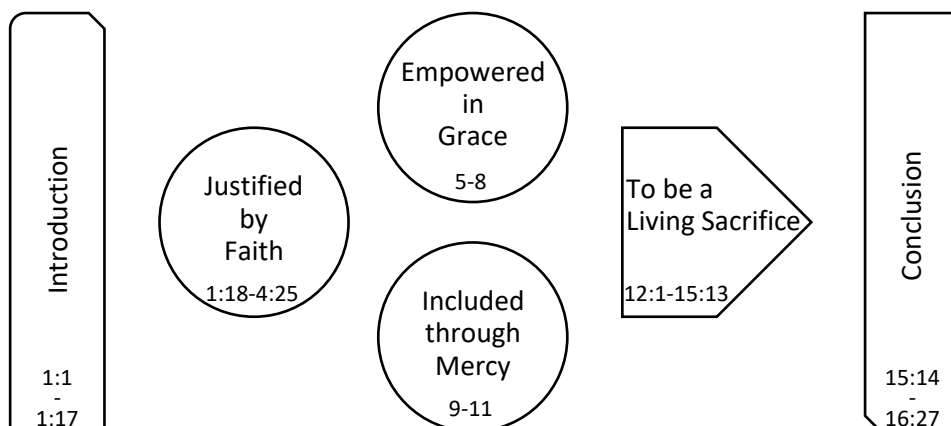 Introduction
1:1
-
1:17
Justified
by
Faith
1:18-4:25
Empowered
in
Grace
5-8
Included
through
Mercy
9-11
To be a
Living Sacrifice
12:1-15:13
Conclusion
15:14
-
16:27